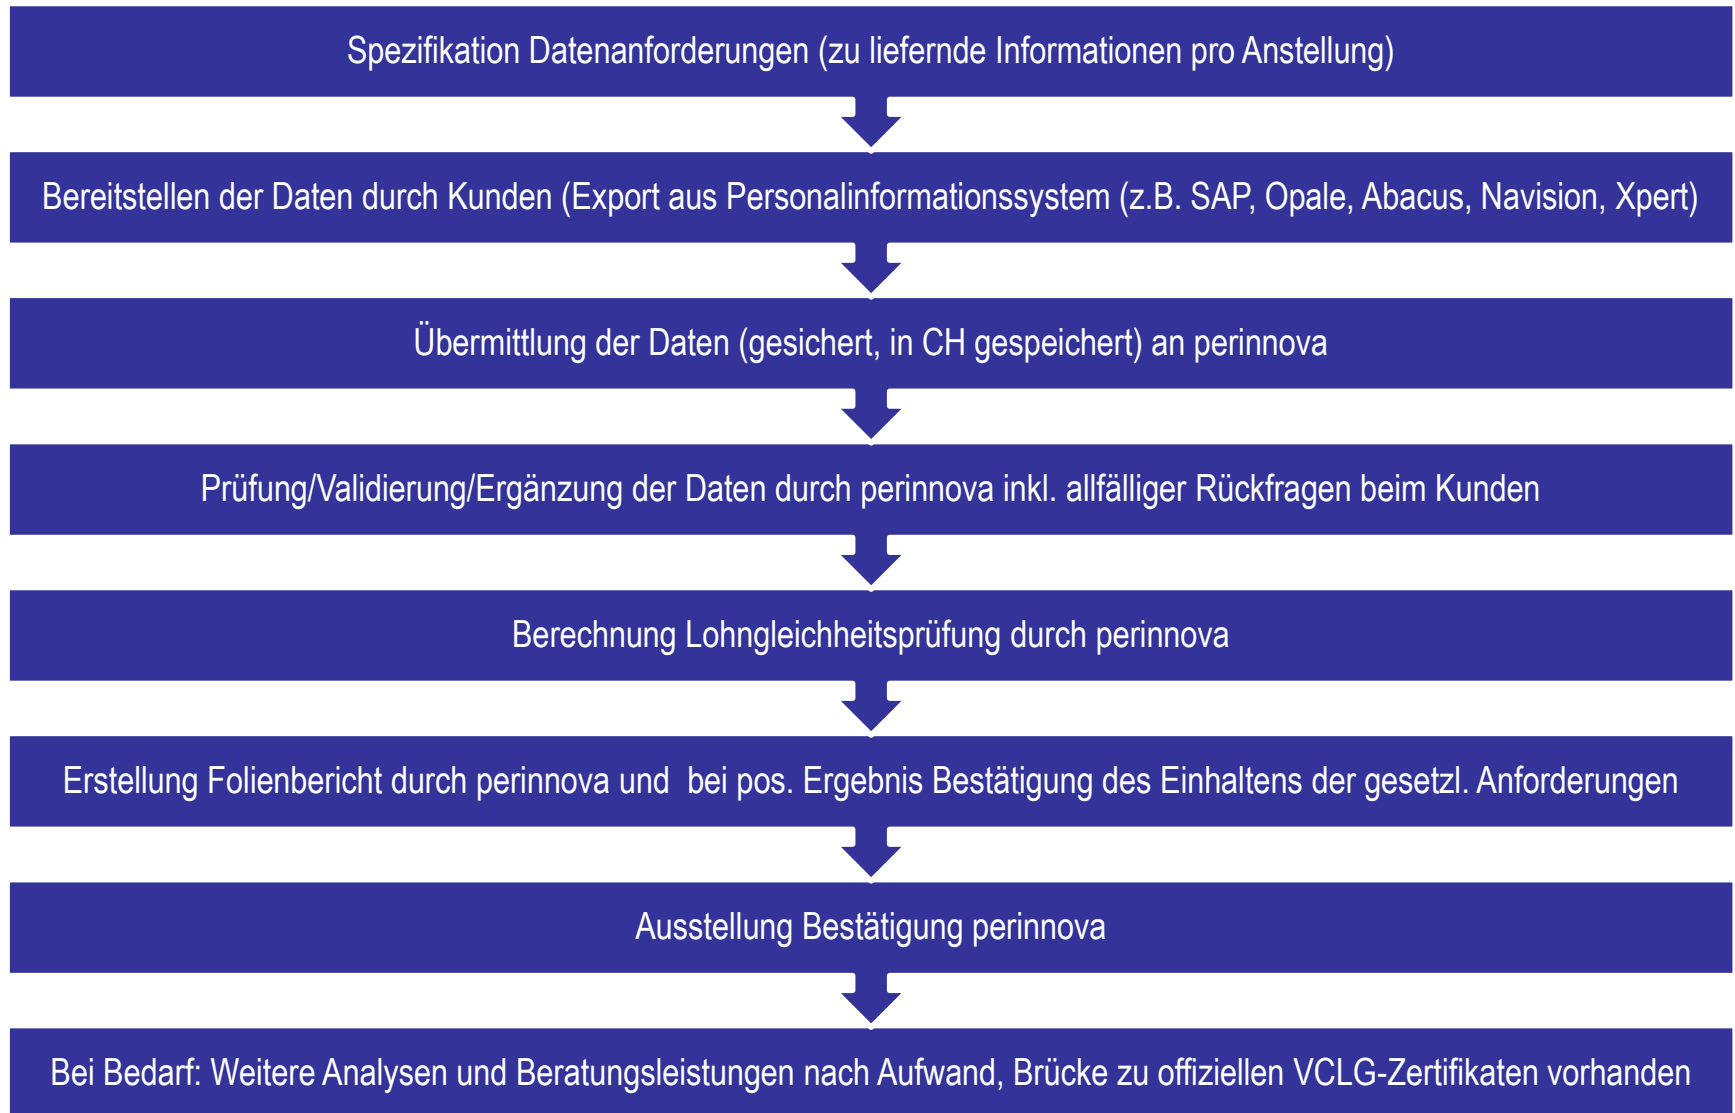 Spezifikation Datenanforderungen (zu liefernde Informationen pro Anstellung)
Bereitstellen der Daten durch Kunden (Export aus Personalinformationssystem (z.B. SAP, Opale, Abacus, Navision, Xpert)
Übermittlung der Daten (gesichert, in CH gespeichert) an perinnova
Prüfung/Validierung/Ergänzung der Daten durch perinnova inkl. allfälliger Rückfragen beim Kunden
Berechnung Lohngleichheitsprüfung durch perinnova
Erstellung Folienbericht durch perinnova und  bei pos. Ergebnis Bestätigung des Einhaltens der gesetzl. Anforderungen
Ausstellung Bestätigung perinnova
Bei Bedarf: Weitere Analysen und Beratungsleistungen nach Aufwand, Brücke zu offiziellen VCLG-Zertifikaten vorhanden